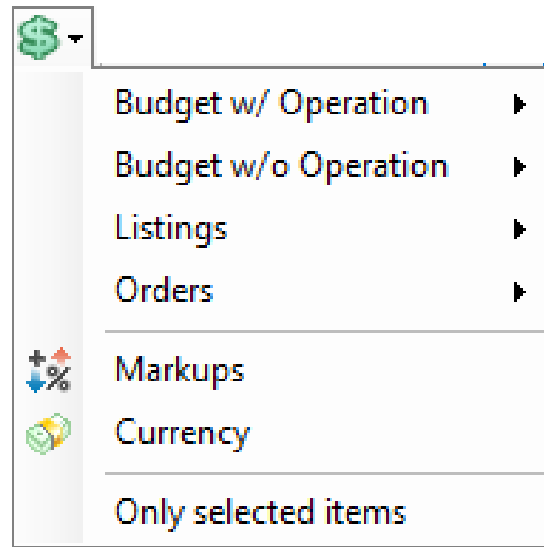 Budget w/ Operation
Budget w/o Operation
Listings
Orders
Markups
Currency
Only selected items